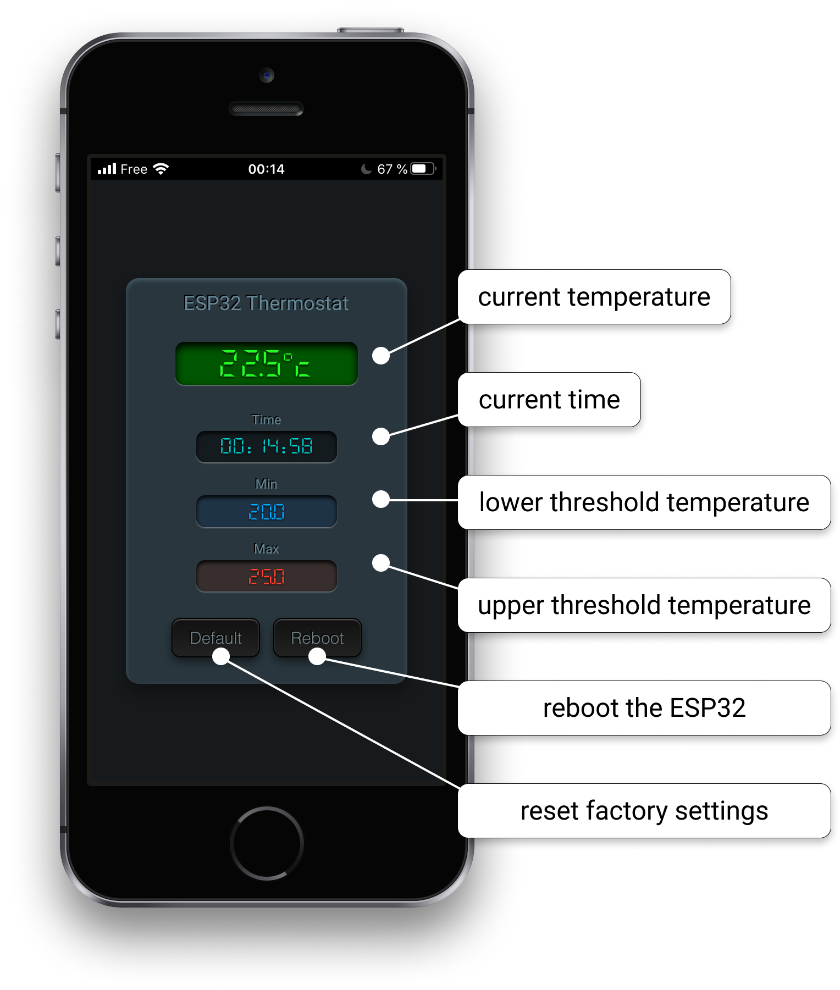 Free 00:14 67 %
ESP32 Thermostat
22.5°c
Time
00:14:58
Min
20.0
Max
25.0
Default Reboot
current temperature
current time
lower threshold temperature
upper threshold temperature
reboot the ESP32
reset factory settings